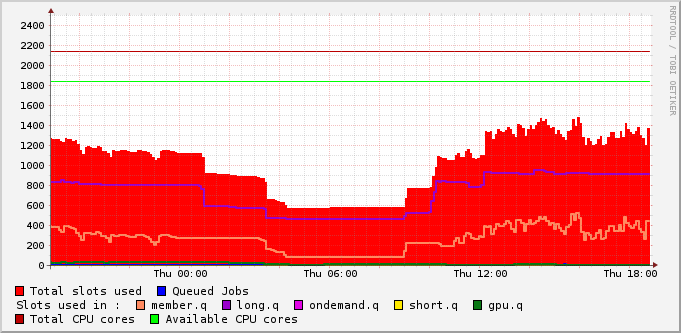 2400
2200
2000
1800
1600
1400
1200
1000
800
600
400
200
0
Thu 00:00 Thu 06:00 Thu 12:00 Thu 18:00
Total slots used Queued Jobs
Slots used in : member.q long.q ondemand.q short.q gpu.q
Total CPU cores Available CPU cores
RRDTOOL / TOBI OETIKER